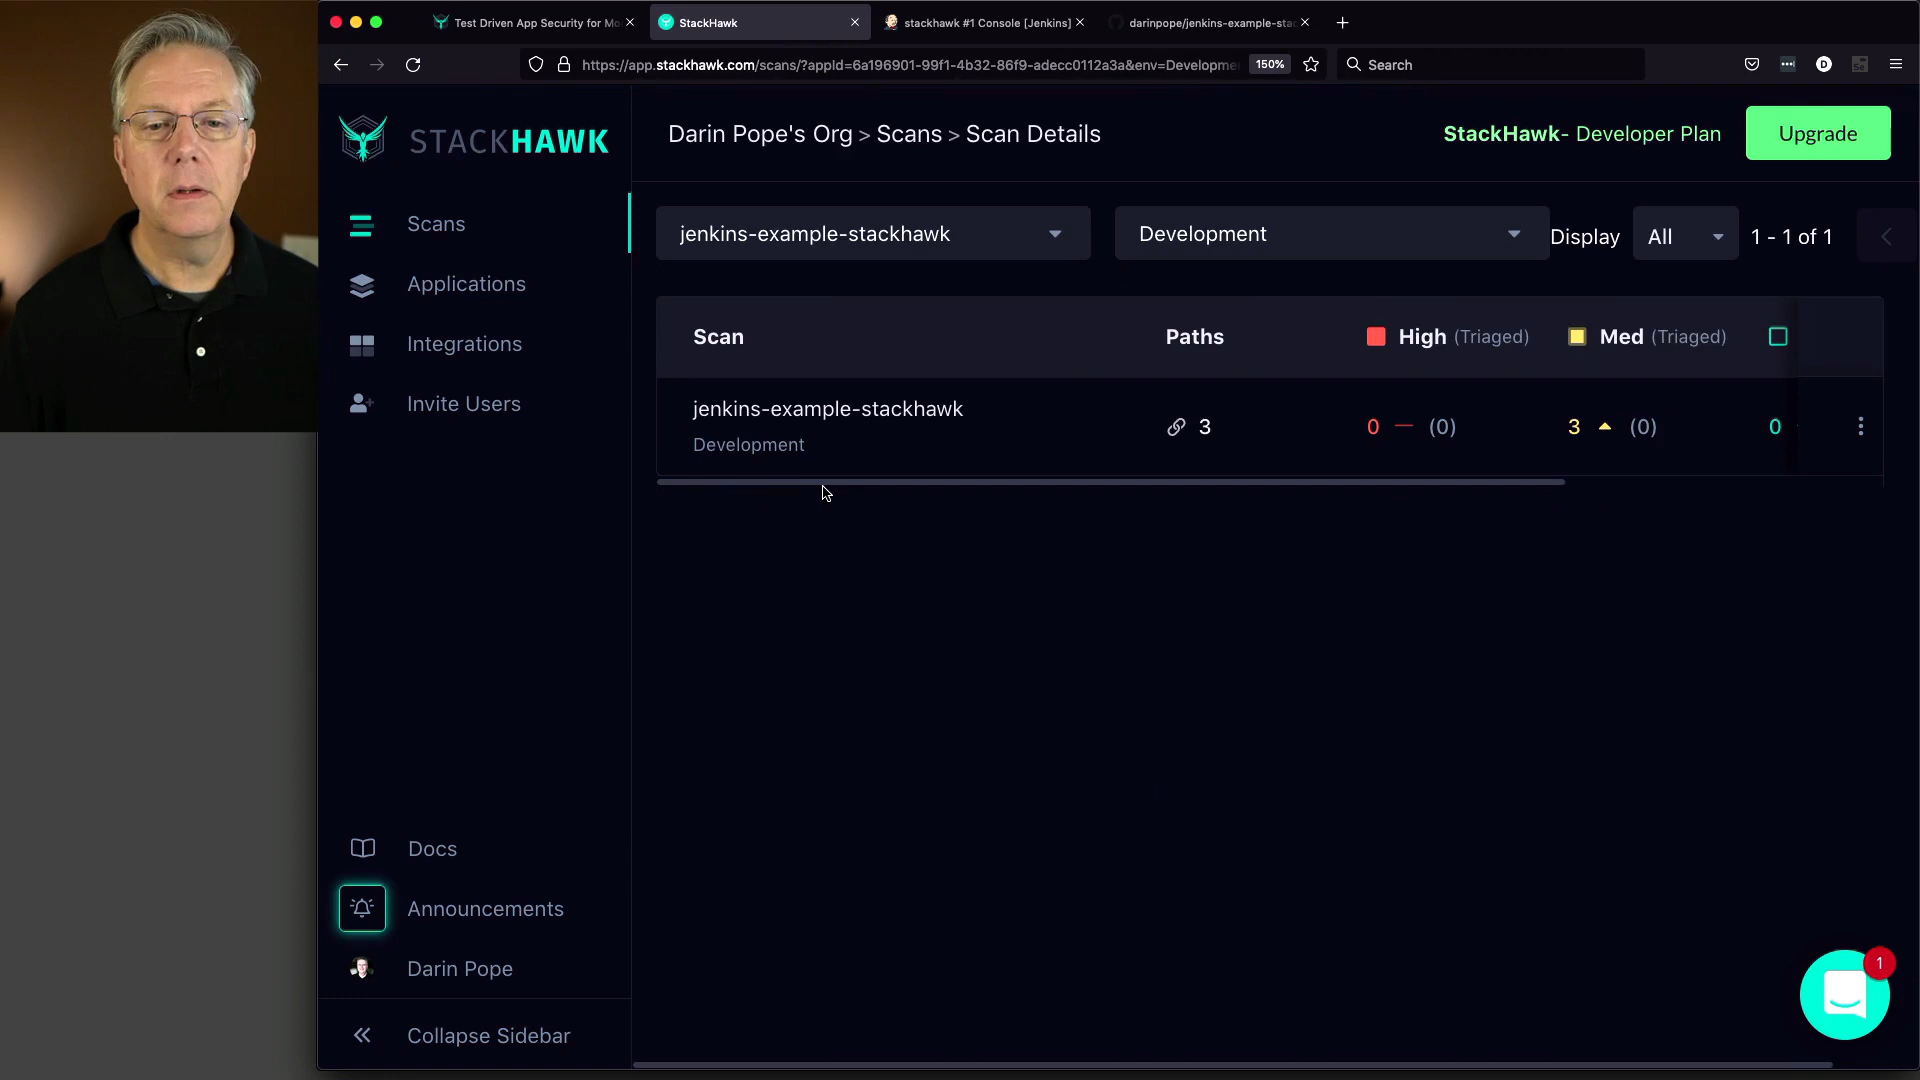 Test Driven App Security for Mo
StackHawk
stackhawk #1 Console [Jenkins]
darinpope/jenkins-example-sta
https://app.stackhawk.com/scans/?appId=6a196901-99f1-4b32-86f9-adecc0112a3a&env=Developme
150%
Search
STACKHAWK
Darin Pope's Org > Scans > Scan Details
StackHawk- Developer Plan
Upgrade
Scans
Applications
Integrations
Invite Users
jenkins-example-stackhawk
Development
Display
All
1 - 1 of 1
Scan
Paths
High (Triaged)
Med (Triaged)
jenkins-example-stackhawk
Development
3
0 — (0)
3 (0)
0
Docs
Announcements
Darin Pope
Collapse Sidebar
1